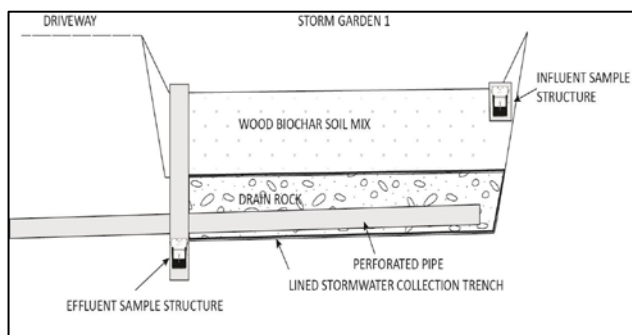 DRIVEWAY
STORM GARDEN 1
INFLUENT SAMPLE
STRUCTURE
WOOD BIOCHAR SOIL MIX
DRAIN ROCK
PERFORATED PIPE
LINED STORMWATER COLLECTION TRENCH
EFFLUENT SAMPLE STRUCTURE